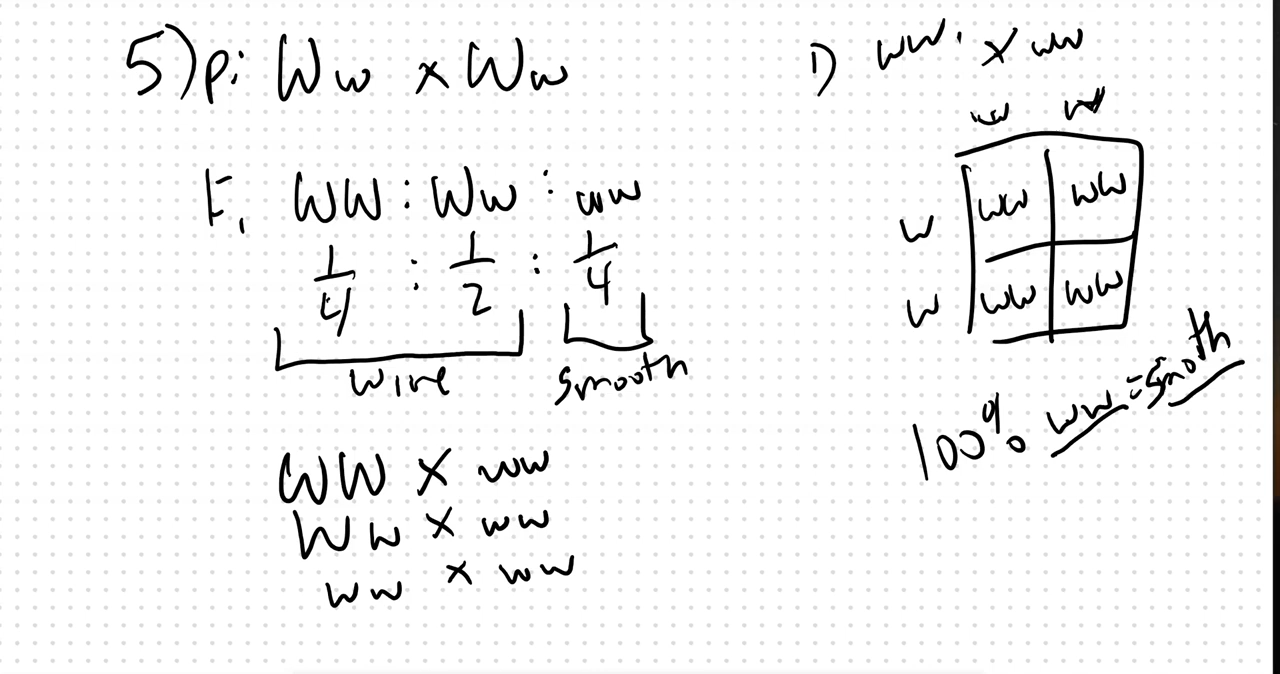 5) P: Ww x Ww
F1 WW : Ww : ww
1/4 : 1/2 : 1/4
wire smooth
WW x ww
Ww x ww
ww x ww
1) ww. x ww
w w
w ww ww
w ww ww
100% ww = smoth